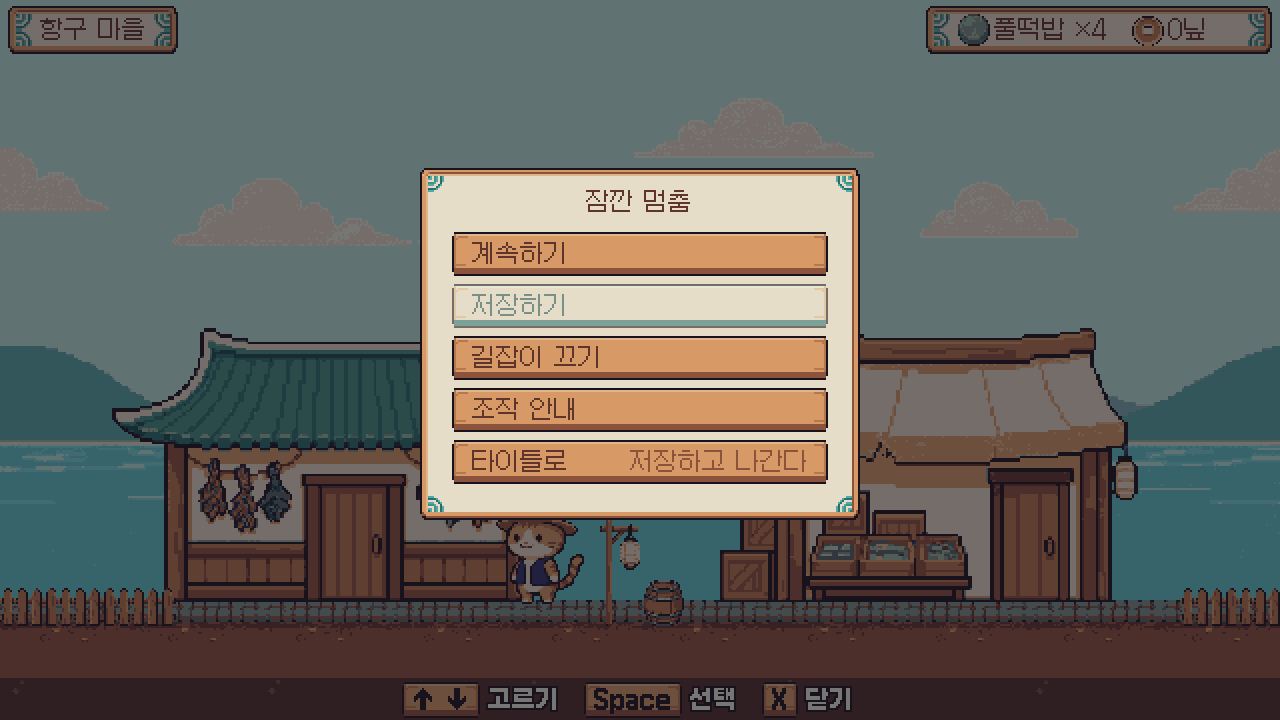 항구 마을
풀떡밥 ×4 0닢
잠깐 멈춤
계속하기
저장하기
길잡이 끄기
조작 안내
타이틀로 저장하고 나간다
↑ ↓ 고르기 Space 선택 X 닫기